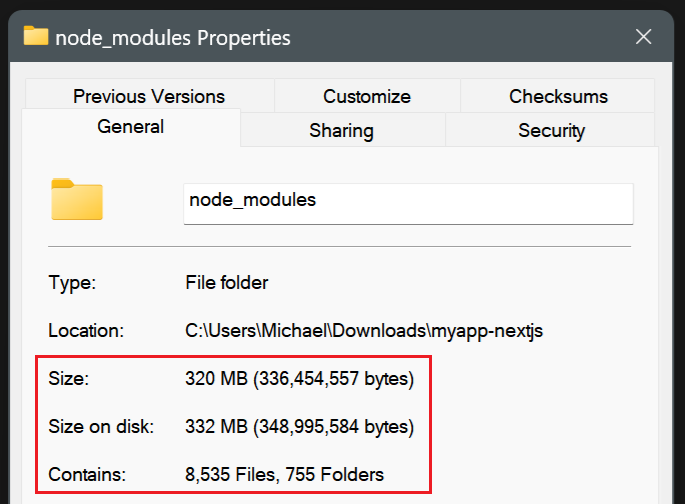 node_modules Properties
Previous Versions Customize Checksums
General Sharing Security
node_modules
Type: File folder
Location: C:\Users\Michael\Downloads\myapp-nextjs
Size: 320 MB (336,454,557 bytes)
Size on disk: 332 MB (348,995,584 bytes)
Contains: 8,535 Files, 755 Folders